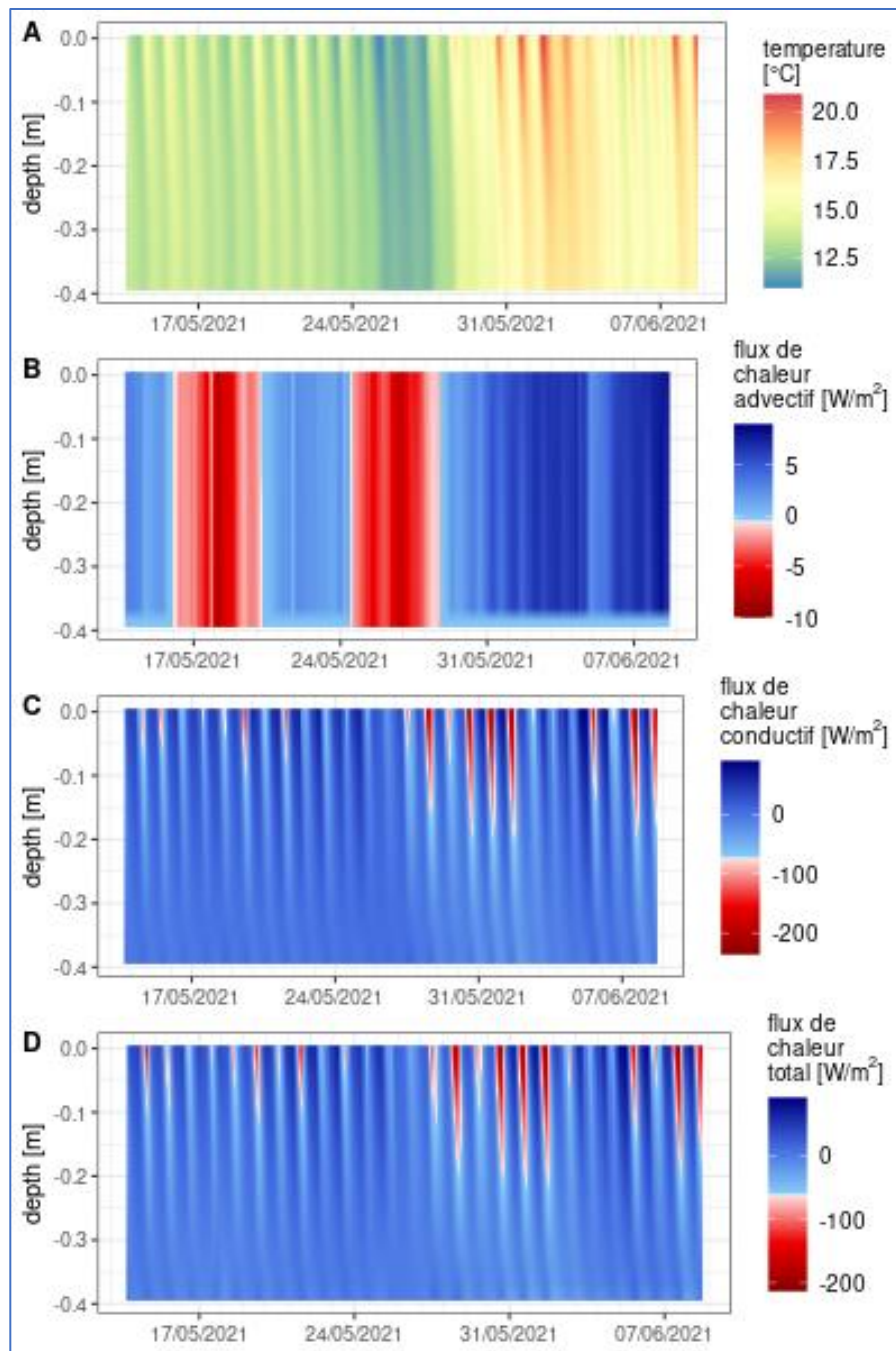 A
0.0
-0.1
-0.2
-0.3
-0.4
depth [m]
17/05/2021 24/05/2021 31/05/2021 07/06/2021
temperature
[°C]
20.0
17.5
15.0
12.5
B
0.0
-0.1
-0.2
-0.3
-0.4
depth [m]
17/05/2021 24/05/2021 31/05/2021 07/06/2021
flux de
chaleur
advectif [W/m²]
5
0
-5
-10
C
0.0
-0.1
-0.2
-0.3
-0.4
depth [m]
17/05/2021 24/05/2021 31/05/2021 07/06/2021
flux de
chaleur
conductif [W/m²]
0
-100
-200
D
0.0
-0.1
-0.2
-0.3
-0.4
depth [m]
17/05/2021 24/05/2021 31/05/2021 07/06/2021
flux de
chaleur
total [W/m²]
0
-100
-200